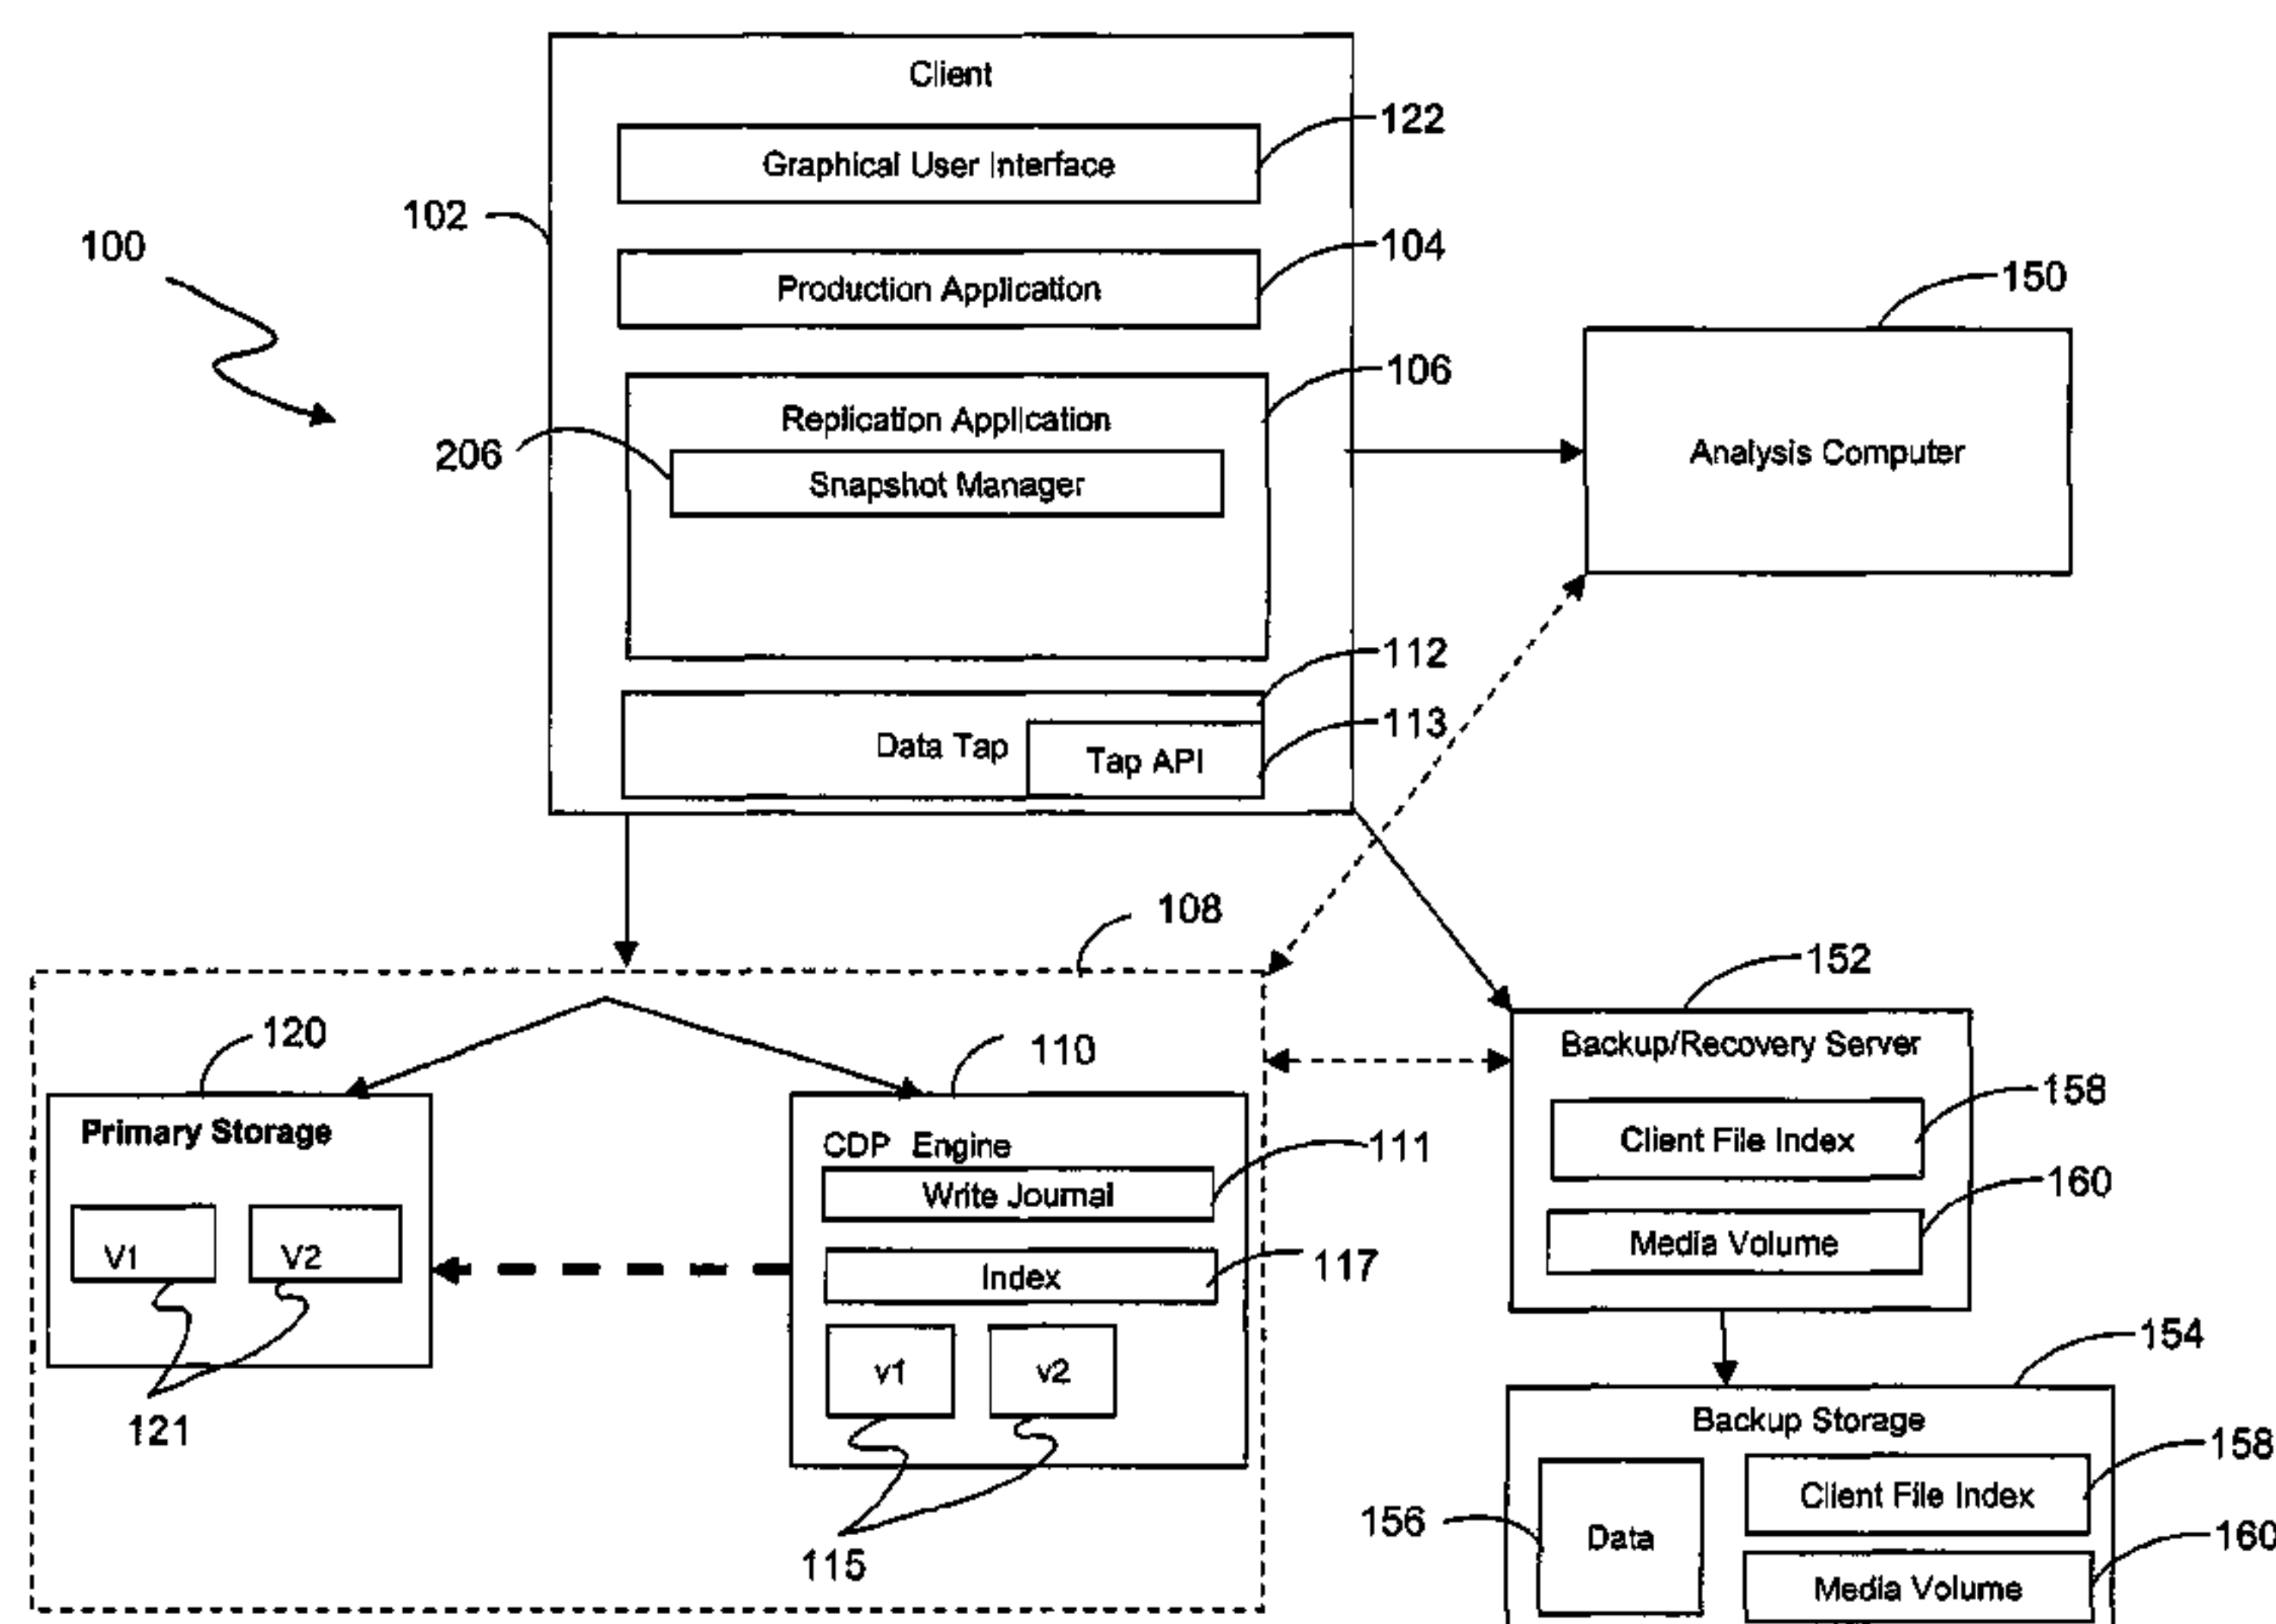 Client
122
Graphical User Interface
102
100
104
Production Application
150
106
Replication Application
206
Snapshot Manager
Analysis Computer
112
113
Data Tap
Tap API
108
152
120
110
Backup/Recovery Server
Primary Storage
158
CDP Engine
111
Client File Index
Write Journal
160
V1
V2
Media Volume
117
Index
154
v1
v2
121
Backup Storage
158
Client File Index
156
Data
160
115
Media Volume